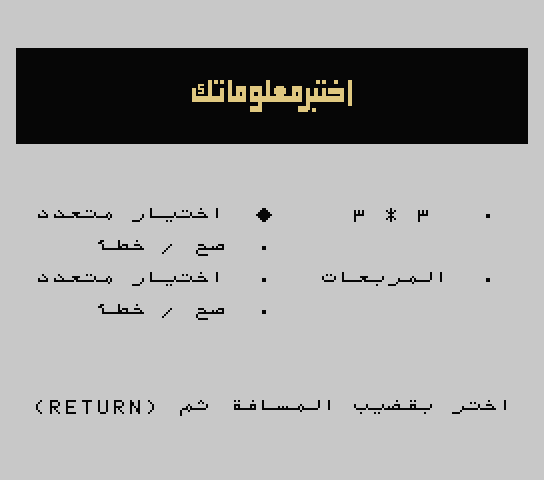 اختبر معلوماتك
٣ * ٣ اختيار متعدد
صح / خطأ
المربعات اختيار متعدد
صح / خطأ
اختر بقضيب المسافة ثم (RETURN)